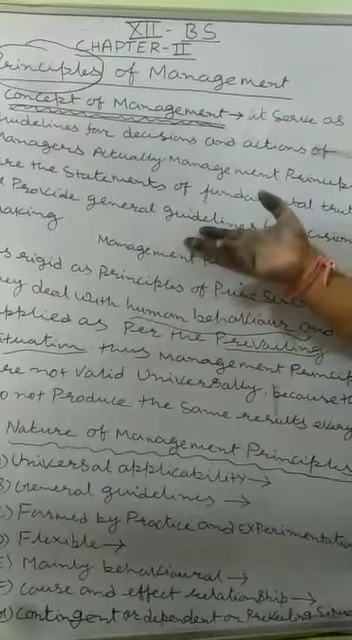 XII - BS
CHAPTER-II
Principles of Management
Concept of Management → it Serve as
guidelines for decisions and actions of
Managers Actually Management Principles
are the Statements of fundamental truth
Provide general guidelines
Making
Management
as rigid as Principles of Pure
They deal with human behaviour and
applied as Per the Prevailing
Situation. thus Management Principles
are not Valid Universally, because
do not Produce the Same results every
Nature of Management Principles
A) Universal applicability →
B) General guidelines →
C) Formed by Practice and experimentation
D) Flexible →
E) Mainly behavioural →
F) cause and effect relationship →
G) contingent or dependent on Prevailing